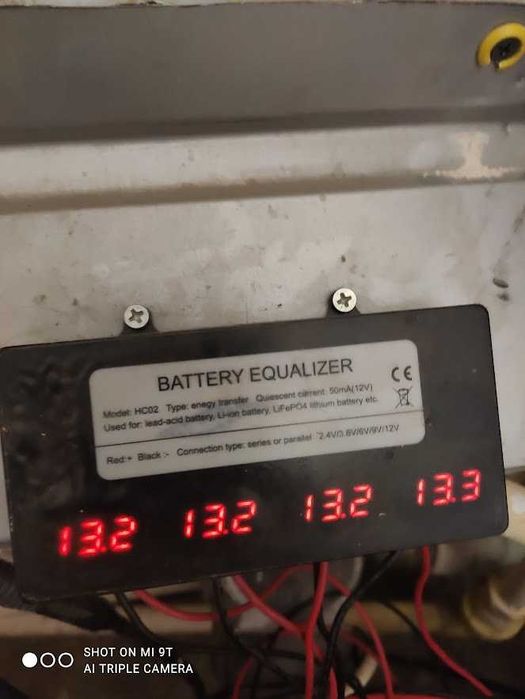 BATTERY EQUALIZER
CE
Model: HC02 Type: enegy transfer Quiescent current: 50mA(12V)
Used for: lead-acid battery, Li-ion battery, LiFePO4 lithium battery etc.
Red:+ Black :- Connection type: series or parallel 2.4V/3.6V/6V/9V/12V
13.2 13.2 13.2 13.3
SHOT ON MI 9T
AI TRIPLE CAMERA